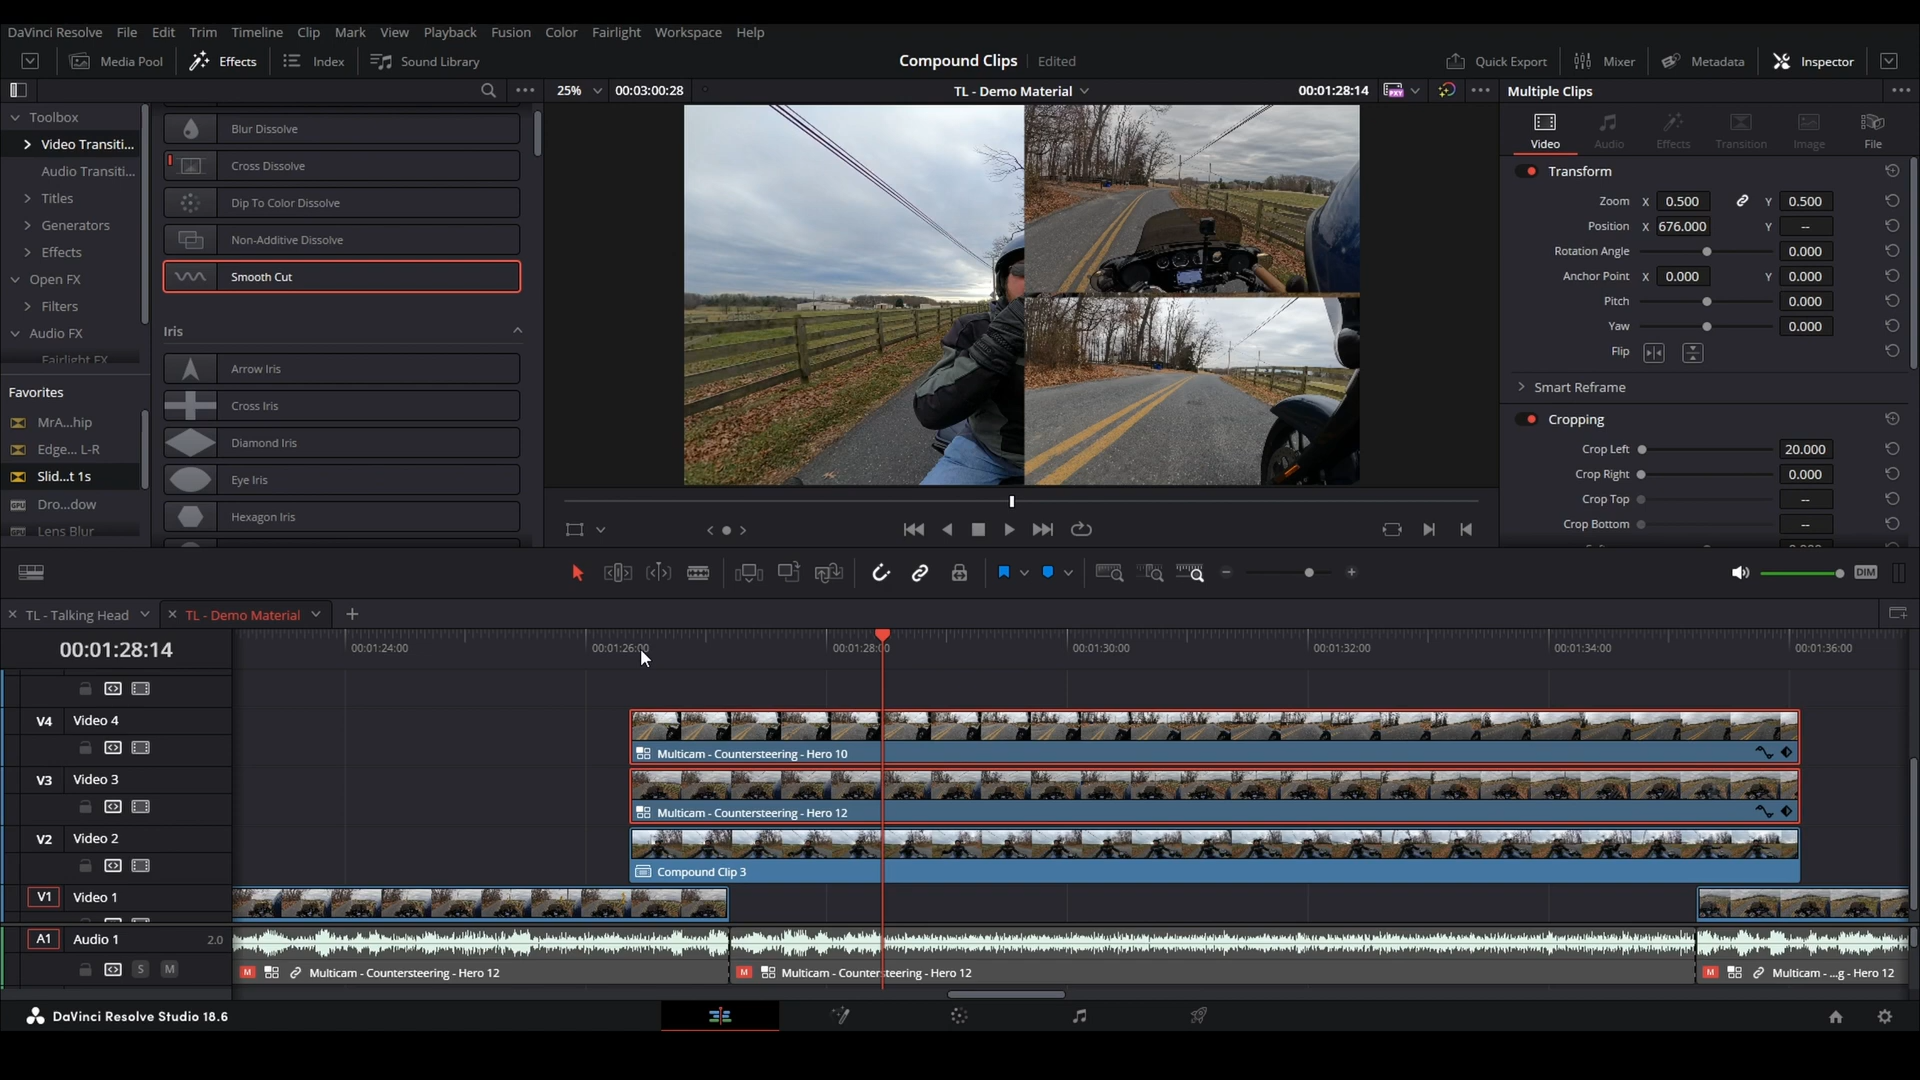 DaVinci Resolve File Edit Trim Timeline Clip Mark View Playback Fusion Color Fairlight Workspace Help
Media Pool Effects Index Sound Library Compound Clips Edited Quick Export Mixer Metadata Inspector
25% 00:03:00:28 TL - Demo Material 00:01:28:14 Multiple Clips
Toolbox
Video Transiti...
Audio Transiti...
Titles
Generators
Effects
Open FX
Filters
Audio FX
Fairlight FX
Favorites
MrA...hip
Edge... L-R
Slid...t 1s
Dro...dow
Lens Blur
Blur Dissolve
Cross Dissolve
Dip To Color Dissolve
Non-Additive Dissolve
Smooth Cut
Iris
Arrow Iris
Cross Iris
Diamond Iris
Eye Iris
Hexagon Iris
Video Audio Effects Transition Image File
Transform
Zoom X 0.500 Y 0.500
Position X 676.000 Y --
Rotation Angle 0.000
Anchor Point X 0.000 Y 0.000
Pitch 0.000
Yaw 0.000
Flip
Smart Reframe
Cropping
Crop Left 20.000
Crop Right 0.000
Crop Top --
Crop Bottom --
DIM
TL - Talking Head TL - Demo Material
00:01:28:14
00:01:24:00 00:01:26:00 00:01:28:00 00:01:30:00 00:01:32:00 00:01:34:00 00:01:36:00
V4 Video 4
Multicam - Countersteering - Hero 10
V3 Video 3
Multicam - Countersteering - Hero 12
V2 Video 2
Compound Clip 3
V1 Video 1
A1 Audio 1 2.0
S M
M Multicam - Countersteering - Hero 12
M Multicam - Countersteering - Hero 12
M Multicam - ...g - Hero 12
DaVinci Resolve Studio 18.6